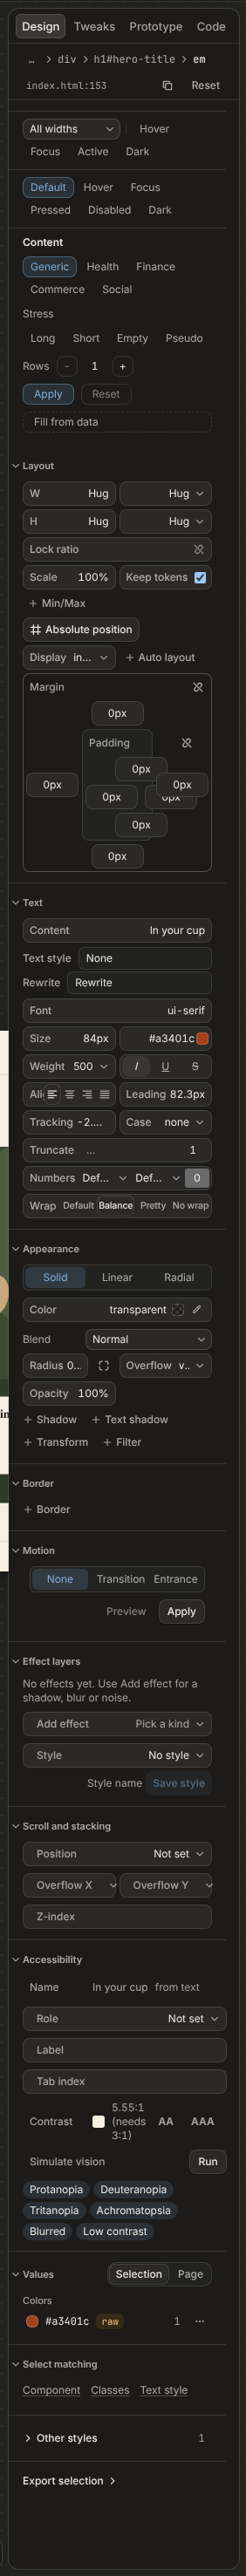 Design Tweaks Prototype Code
… > div > h1#hero-title > em
index.html:153 Reset
All widths Hover
Focus Active Dark
Default Hover Focus
Pressed Disabled Dark
Content
Generic Health Finance
Commerce Social
Stress
Long Short Empty Pseudo
Rows - 1 +
Apply Reset
Fill from data
Layout
W Hug Hug
H Hug Hug
Lock ratio
Scale 100% Keep tokens
+ Min/Max
Absolute position
Display in... + Auto layout
Margin
0px
Padding
0px
0px 0px
0px 0px
0px
0px
Text
Content In your cup
Text style None
Rewrite Rewrite
Font ui-serif
Size 84px #a3401c
Weight 500 I U S
Ali Leading 82.3px
Tracking -2.... Case none
Truncate ... 1
Numbers Def... Def... 0
Wrap Default Balance Pretty No wrap
Appearance
Solid Linear Radial
Color transparent
Blend Normal
Radius 0... Overflow v..
Opacity 100%
+ Shadow + Text shadow
+ Transform + Filter
Border
+ Border
Motion
None Transition Entrance
Preview Apply
Effect layers
No effects yet. Use Add effect for a
shadow, blur or noise.
Add effect Pick a kind
Style No style
Style name Save style
Scroll and stacking
Position Not set
Overflow X Overflow Y
Z-index
Accessibility
Name In your cup from text
Role Not set
Label
Tab index
Contrast 5.55:1 (needs 3:1) AA AAA
Simulate vision Run
Protanopia Deuteranopia
Tritanopia Achromatopsia
Blurred Low contrast
Values Selection Page
Colors
#a3401c raw 1 ...
Select matching
Component Classes Text style
Other styles 1
Export selection >